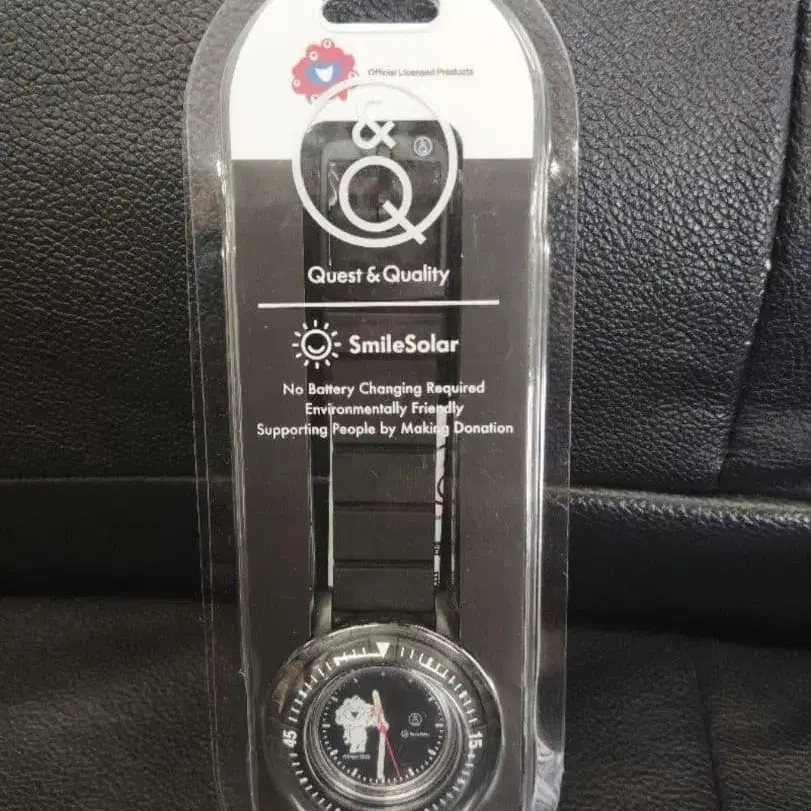 Official Licensed Products
& Q
Quest & Quality
SmileSolar
No Battery Changing Required
Environmentally Friendly
Supporting People by Making Donation
45
15